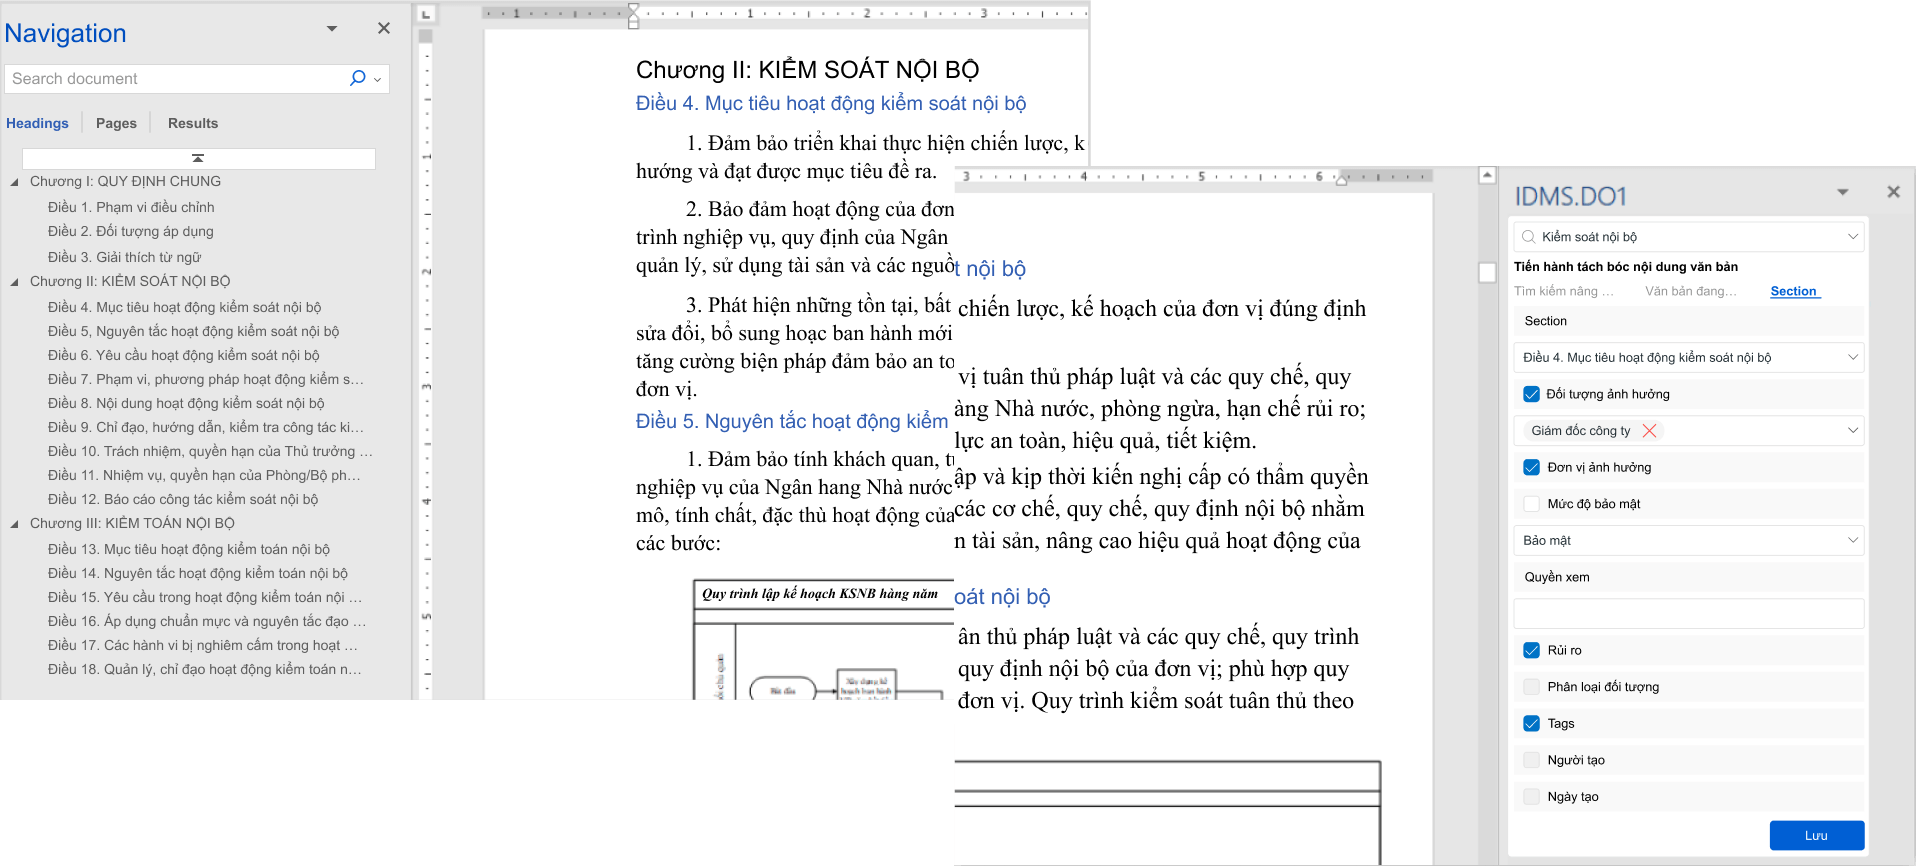 Navigation
Search document
Headings
Pages
Results
Chương I: QUY ĐỊNH CHUNG
Điều 1. Phạm vi điều chỉnh
Điều 2. Đối tượng áp dụng
Điều 3. Giải thích từ ngữ
Chương II: KIỂM SOÁT NỘI BỘ
Điều 4. Mục tiêu hoạt động kiểm soát nội bộ
Điều 5, Nguyên tắc hoạt động kiểm soát nội bộ
Điều 6. Yêu cầu hoạt động kiểm soát nội bộ
Điều 7. Phạm vi, phương pháp hoạt động kiểm s...
Điều 8. Nội dung hoạt động kiểm soát nội bộ
Điều 9. Chỉ đạo, hướng dẫn, kiểm tra công tác ki...
Điều 10. Trách nhiệm, quyền hạn của Thủ trưởng ...
Điều 11. Nhiệm vụ, quyền hạn của Phòng/Bộ ph...
Điều 12. Báo cáo công tác kiểm soát nội bộ
Chương III: KIỂM TOÁN NỘI BỘ
Điều 13. Mục tiêu hoạt động kiểm toán nội bộ
Điều 14. Nguyên tắc hoạt động kiểm toán nội bộ
Điều 15. Yêu cầu trong hoạt động kiểm toán nội ...
Điều 16. Áp dụng chuẩn mực và nguyên tắc đạo ...
Điều 17. Các hành vi bị nghiêm cấm trong hoạt ...
Điều 18. Quản lý, chỉ đạo hoạt động kiểm toán n...
1 1 2 3
1
2
3
4
5
Chương II: KIỂM SOÁT NỘI BỘ
Điều 4. Mục tiêu hoạt động kiểm soát nội bộ
1. Đảm bảo triển khai thực hiện chiến lược, k
hướng và đạt được mục tiêu đề ra.
2. Bảo đảm hoạt động của đơn
trình nghiệp vụ, quy định của Ngân
quản lý, sử dụng tài sản và các nguồ
3. Phát hiện những tồn tại, bất
sửa đổi, bổ sung hoạc ban hành mới
tăng cường biện pháp đảm bảo an to
đơn vị.
Điều 5. Nguyên tắc hoạt động kiểm
1. Đảm bảo tính khách quan, tu
nghiệp vụ của Ngân hang Nhà nước
mô, tính chất, đặc thù hoạt động của
các bước:
Quy trình lập kế hoạch KSNB hàng năm
Bắt đầu
Xây dựng kế
hoạch ban hành
3 4 5 6
t nội bộ
chiến lược, kế hoạch của đơn vị đúng định
vị tuân thủ pháp luật và các quy chế, quy
àng Nhà nước, phòng ngừa, hạn chế rủi ro;
lực an toàn, hiệu quả, tiết kiệm.
ập và kịp thời kiến nghị cấp có thẩm quyền
các cơ chế, quy chế, quy định nội bộ nhằm
n tài sản, nâng cao hiệu quả hoạt động của
oát nội bộ
ân thủ pháp luật và các quy chế, quy trình
quy định nội bộ của đơn vị; phù hợp quy
đơn vị. Quy trình kiểm soát tuân thủ theo
IDMS.DO1
Kiểm soát nội bộ
Tiến hành tách bóc nội dung văn bản
Tìm kiếm nâng ...
Văn bản đang...
Section
Section
Điều 4. Mục tiêu hoạt động kiểm soát nội bộ
Đối tượng ảnh hưởng
Giám đốc công ty
Đơn vị ảnh hưởng
Mức độ bảo mật
Bảo mật
Quyền xem
Rủi ro
Phân loại đối tượng
Tags
Người tạo
Ngày tạo
Lưu